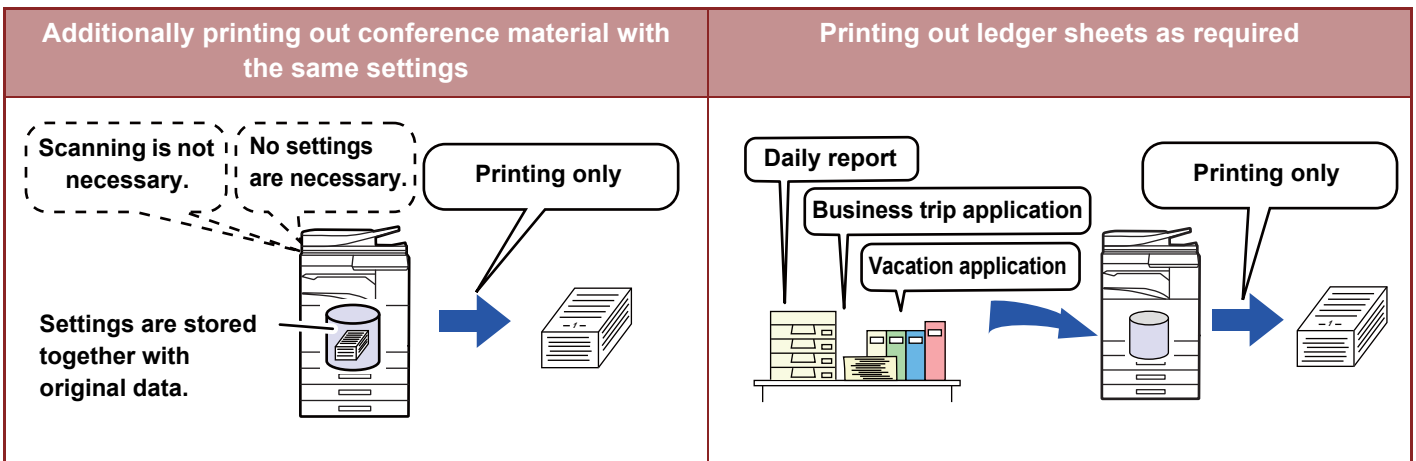 Additionally printing out conference material with
the same settings
Printing out ledger sheets as required
Scanning is not
necessary.
No settings
are necessary.
Printing only
Settings are stored
together with
original data.
-1-
Daily report
Business trip application
Vacation application
Printing only
-1-